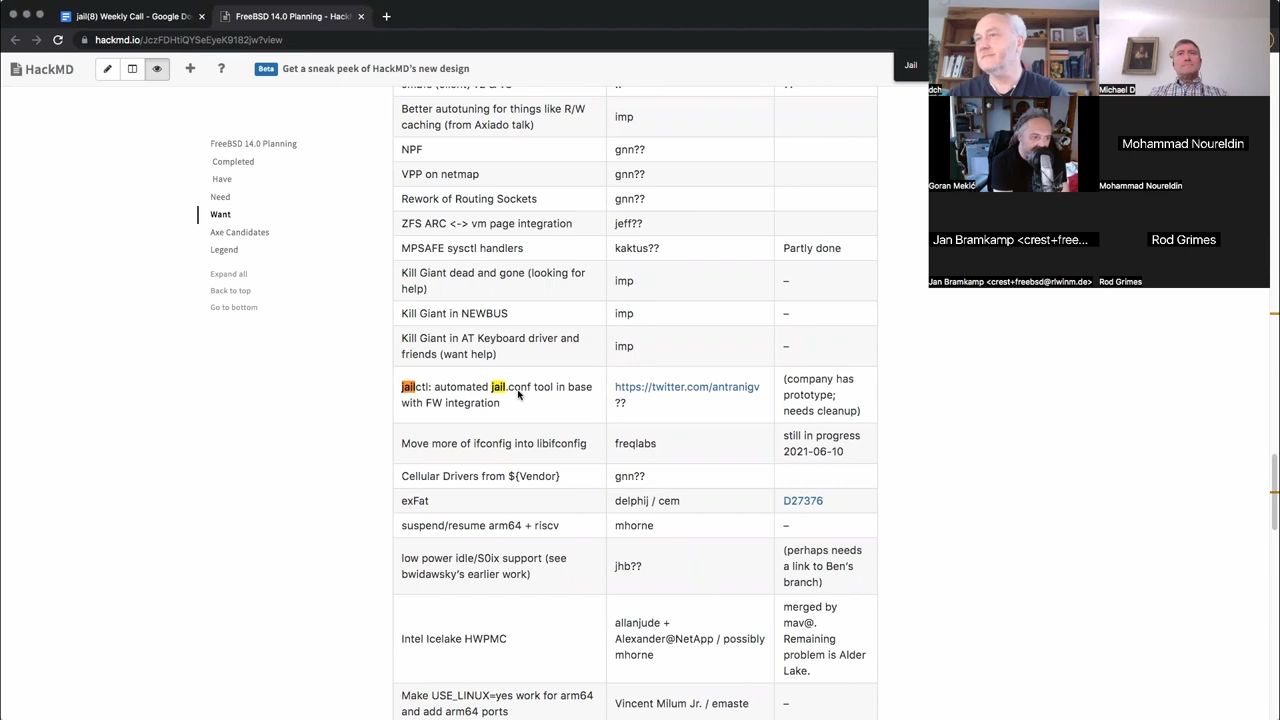 jail(8) Weekly Call - Google Do
FreeBSD 14.0 Planning - HackMD
hackmd.io/JczFDHtiQYSeEyeK9182jw?view
HackMD
?
Beta
Get a sneak peek of HackMD's new design
Jail
FreeBSD 14.0 Planning
Completed
Have
Need
Want
Axe Candidates
Legend
Expand all
Back to top
Go to bottom
Better autotuning for things like R/W
caching (from Axiado talk)
imp
NPF
gnn??
VPP on netmap
gnn??
Rework of Routing Sockets
gnn??
ZFS ARC <-> vm page integration
jeff??
MPSAFE sysctl handlers
kaktus??
Partly done
Kill Giant dead and gone (looking for
help)
imp
–
Kill Giant in NEWBUS
imp
–
Kill Giant in AT Keyboard driver and
friends (want help)
imp
–
jailctl: automated jail.conf tool in base
with FW integration
https://twitter.com/antranigv
??
(company has
prototype;
needs cleanup)
Move more of ifconfig into libifconfig
freqlabs
still in progress
2021-06-10
Cellular Drivers from ${Vendor}
gnn??
exFat
delphij / cem
D27376
suspend/resume arm64 + riscv
mhorne
–
low power idle/S0ix support (see
bwidawsky's earlier work)
jhb??
(perhaps needs
a link to Ben's
branch)
Intel Icelake HWPMC
allanjude +
Alexander@NetApp / possibly
mhorne
merged by
mav@.
Remaining
problem is Alder
Lake.
Make USE_LINUX=yes work for arm64
and add arm64 ports
Vincent Milum Jr. / emaste
–
dch
Michael D
Goran Mekić
Mohammad Noureldin
Mohammad Noureldin
Jan Bramkamp <crest+free...
Jan Bramkamp <crest+freebsd@rlwinm.de>
Rod Grimes
Rod Grimes